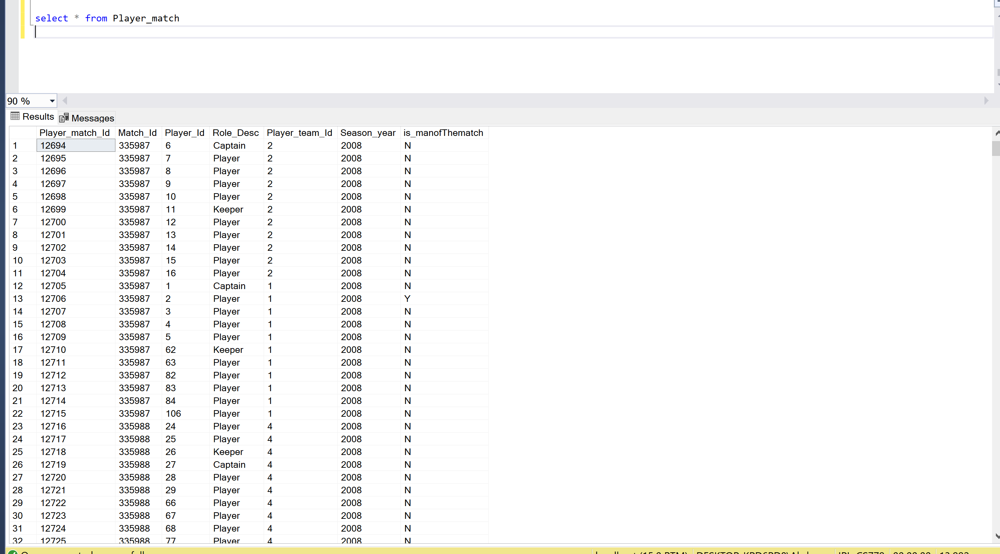 select * from Player_match
90 %
Results Messages
Player_match_Id Match_Id Player_Id Role_Desc Player_team_Id Season_year is_manofThematch
1 12694 335987 6 Captain 2 2008 N
2 12695 335987 7 Player 2 2008 N
3 12696 335987 8 Player 2 2008 N
4 12697 335987 9 Player 2 2008 N
5 12698 335987 10 Player 2 2008 N
6 12699 335987 11 Keeper 2 2008 N
7 12700 335987 12 Player 2 2008 N
8 12701 335987 13 Player 2 2008 N
9 12702 335987 14 Player 2 2008 N
10 12703 335987 15 Player 2 2008 N
11 12704 335987 16 Player 2 2008 N
12 12705 335987 1 Captain 1 2008 N
13 12706 335987 2 Player 1 2008 Y
14 12707 335987 3 Player 1 2008 N
15 12708 335987 4 Player 1 2008 N
16 12709 335987 5 Player 1 2008 N
17 12710 335987 62 Keeper 1 2008 N
18 12711 335987 63 Player 1 2008 N
19 12712 335987 82 Player 1 2008 N
20 12713 335987 83 Player 1 2008 N
21 12714 335987 84 Player 1 2008 N
22 12715 335987 106 Player 1 2008 N
23 12716 335988 24 Player 4 2008 N
24 12717 335988 25 Player 4 2008 N
25 12718 335988 26 Keeper 4 2008 N
26 12719 335988 27 Captain 4 2008 N
27 12720 335988 28 Player 4 2008 N
28 12721 335988 29 Player 4 2008 N
29 12722 335988 66 Player 4 2008 N
30 12723 335988 67 Player 4 2008 N
31 12724 335988 68 Player 4 2008 N
32 12725 335988 77 Player 4 2008 N